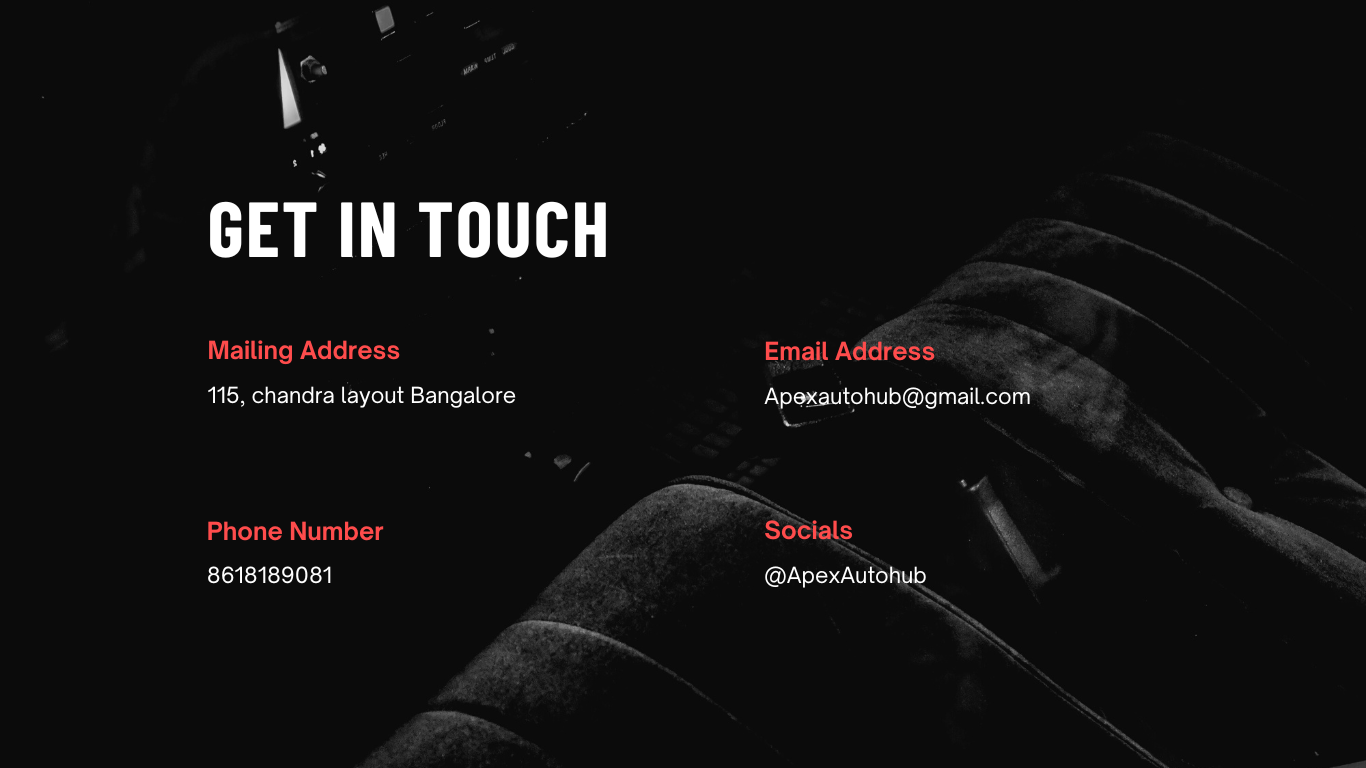 GET IN TOUCH
Mailing Address
115, chandra layout Bangalore
Email Address
Apexautohub@gmail.com
Phone Number
8618189081
Socials
@ApexAutohub